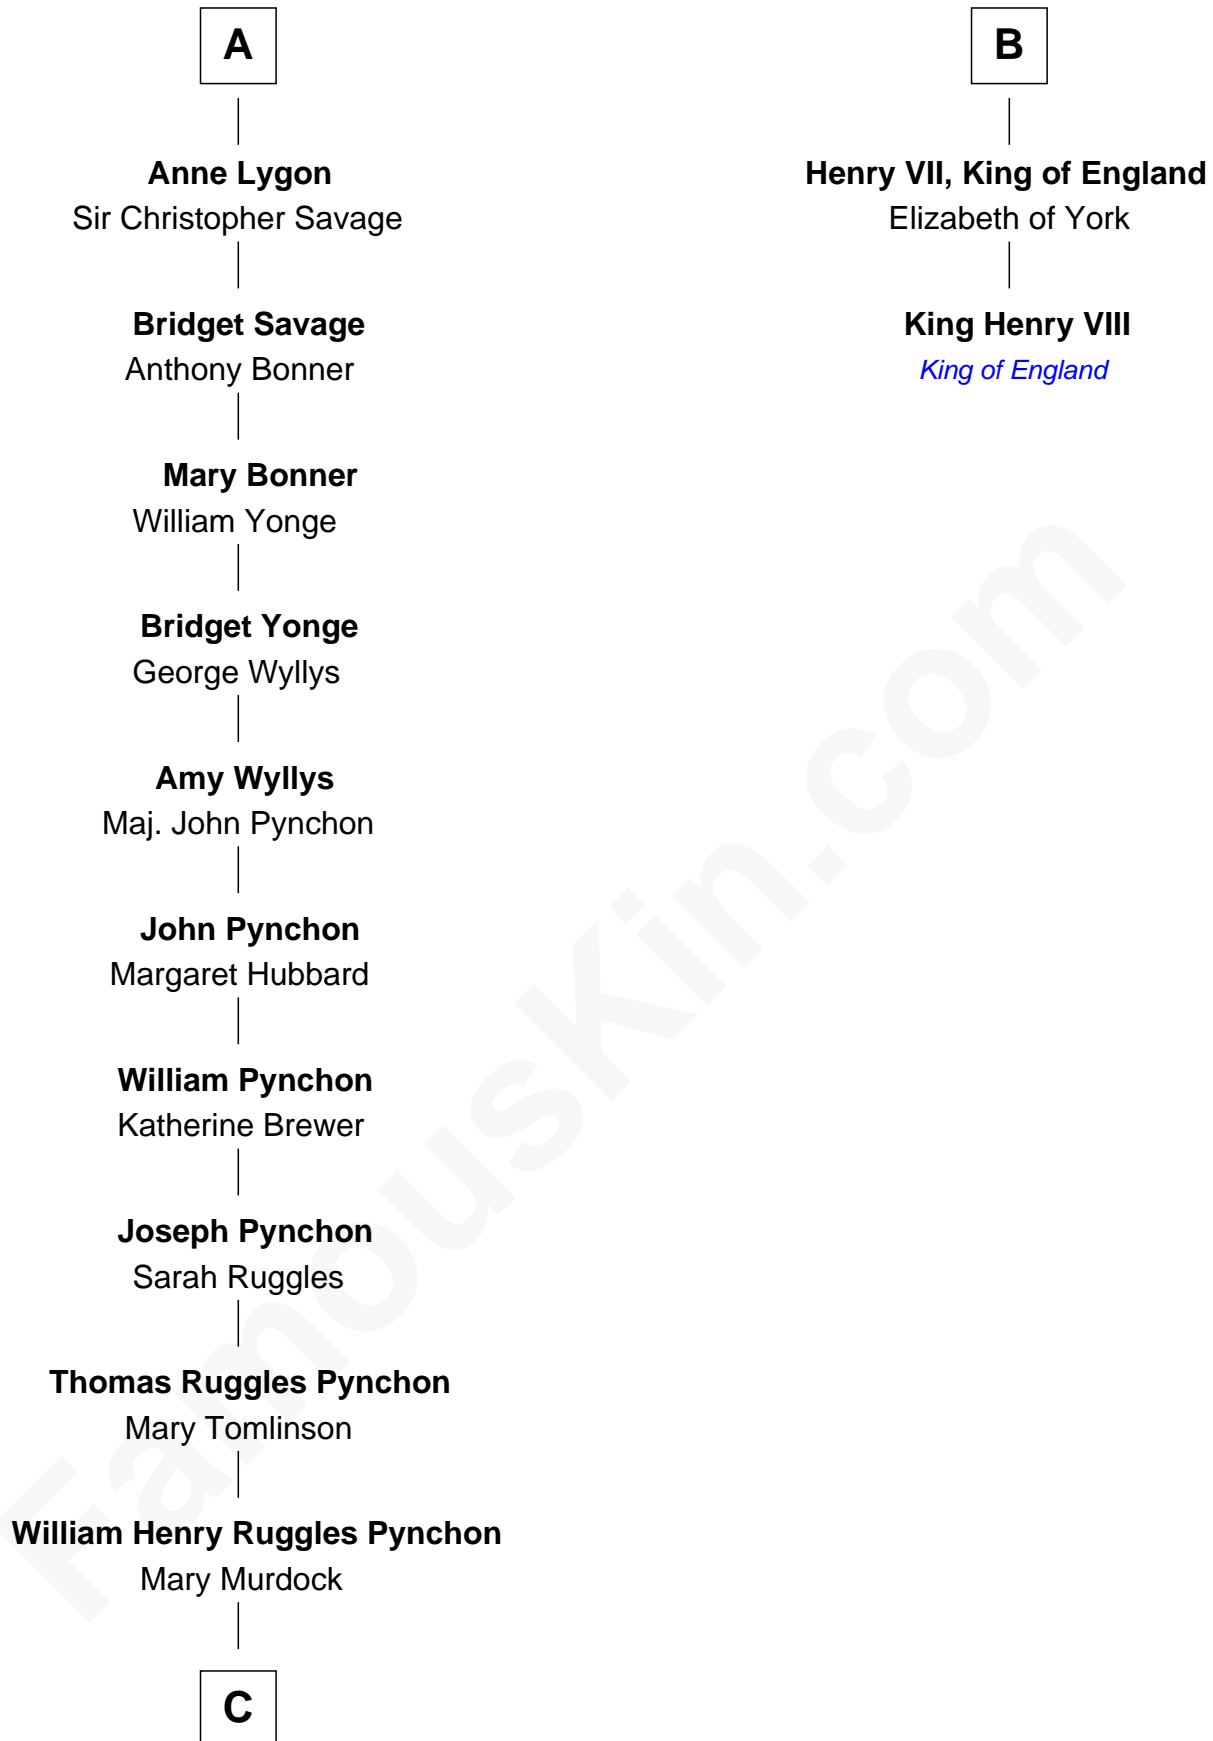 A
Anne Lygon
Sir Christopher Savage
Bridget Savage
Anthony Bonner
Mary Bonner
William Yonge
Bridget Yonge
George Wyllys
Amy Wyllys
Maj. John Pynchon
John Pynchon
Margaret Hubbard
William Pynchon
Katherine Brewer
Joseph Pynchon
Sarah Ruggles
Thomas Ruggles Pynchon
Mary Tomlinson
William Henry Ruggles Pynchon
Mary Murdock
C
B
Henry VII, King of England
Elizabeth of York
King Henry VIII
King of England
FamousKin.com